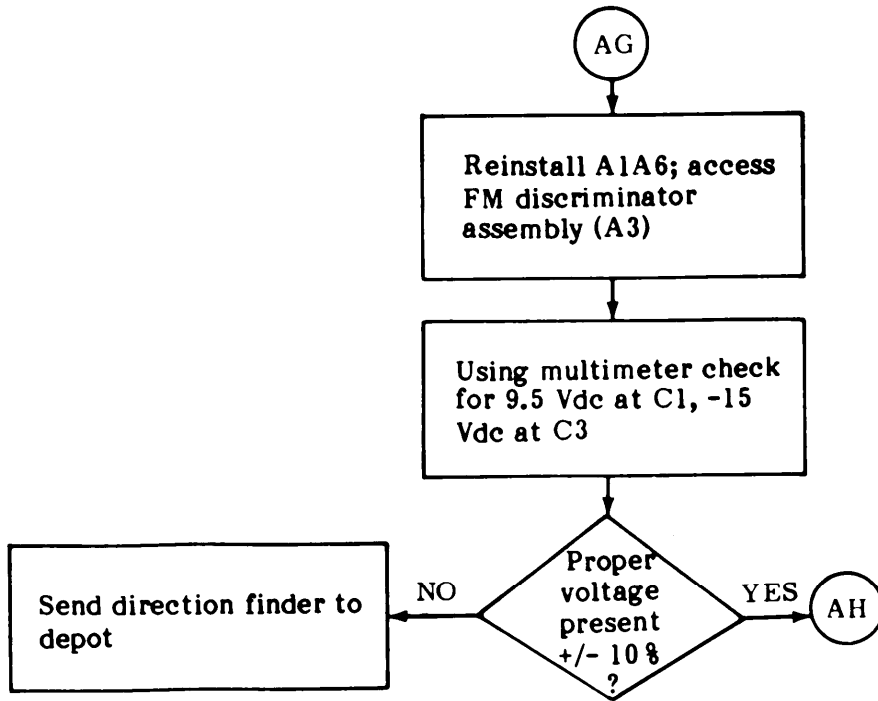 AG
Reinstall A1A6; access
FM discriminator
assembly (A3)
Using multimeter check
for 9.5 Vdc at C1, -15
Vdc at C3
Proper
voltage
present
+/- 10%
?
NO
YES
Send direction finder to
depot
AH